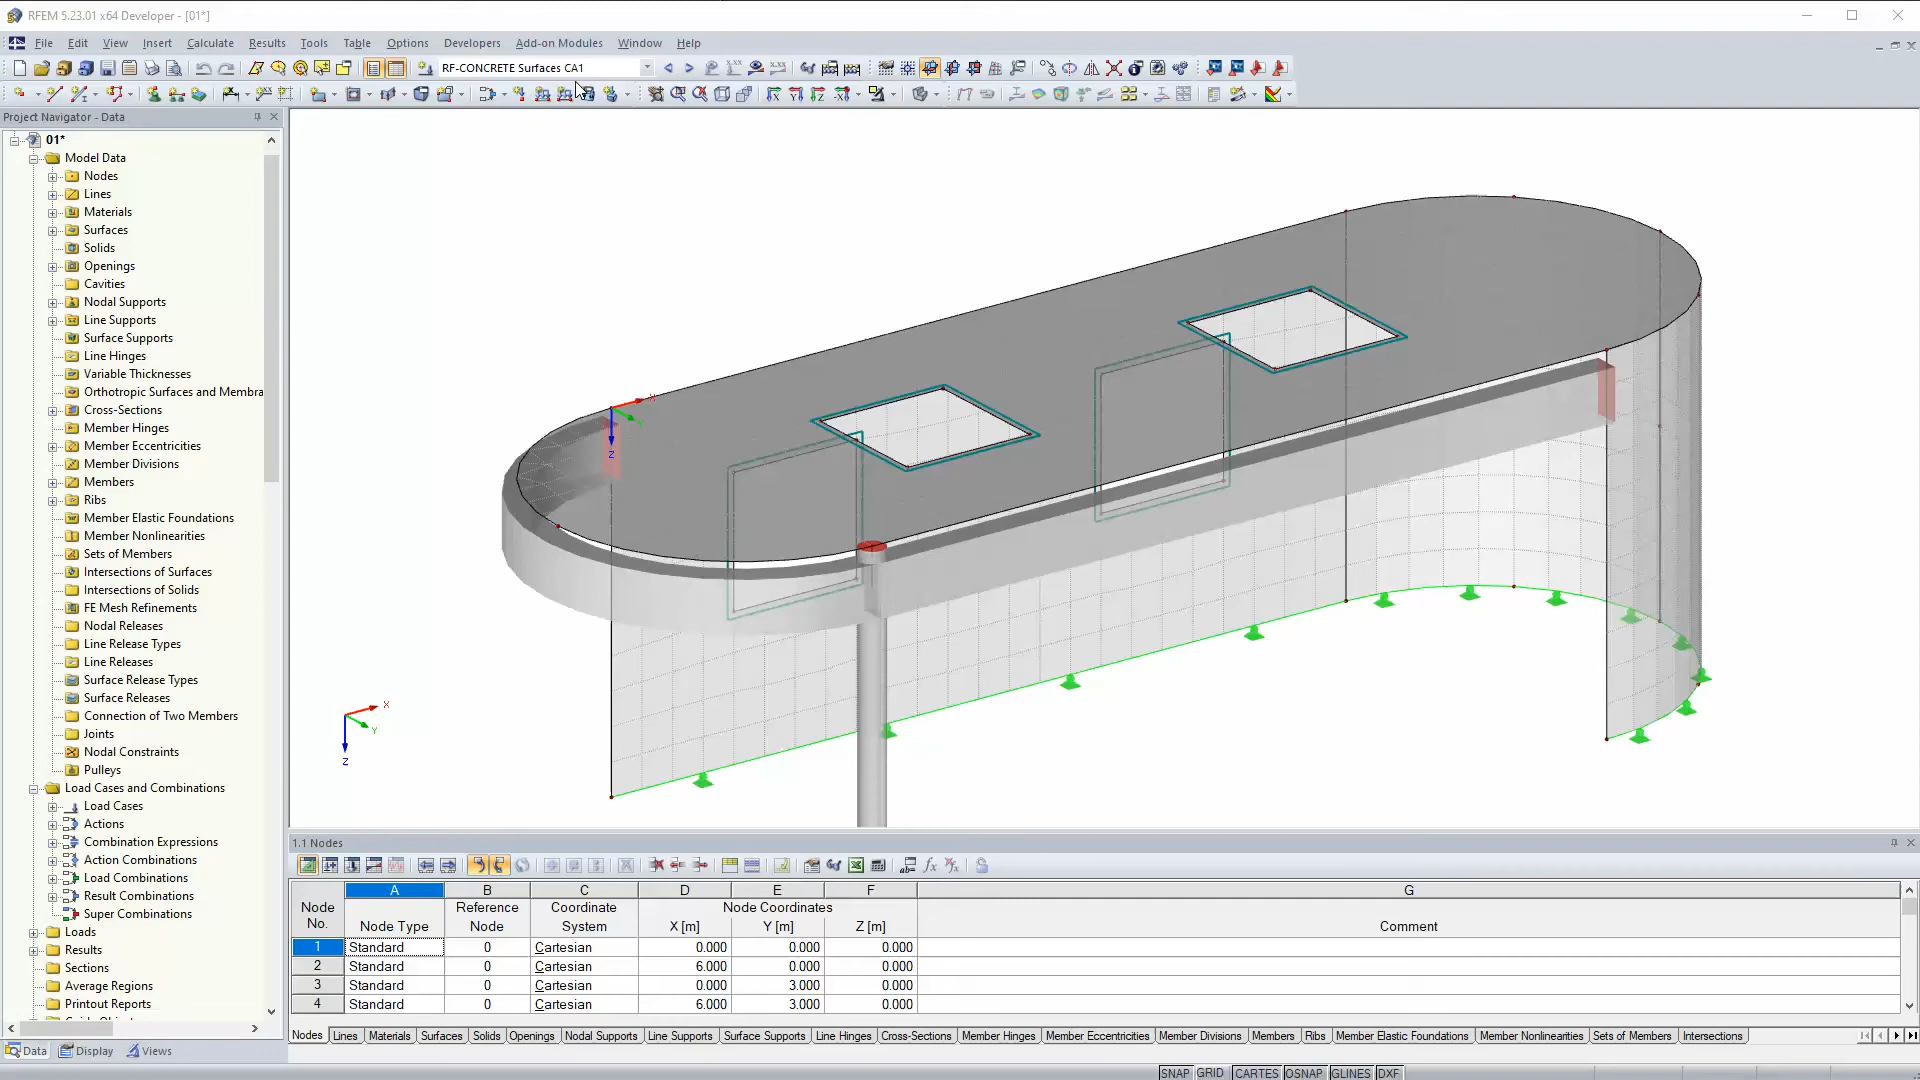 RFEM 5.23.01 x64 Developer - [01*]
File Edit View Insert Calculate Results Tools Table Options Developers Add-on Modules Window Help
RF-CONCRETE Surfaces CA1
Project Navigator - Data
01*
Model Data
Nodes
Lines
Materials
Surfaces
Solids
Openings
Cavities
Nodal Supports
Line Supports
Surface Supports
Line Hinges
Variable Thicknesses
Orthotropic Surfaces and Membra
Cross-Sections
Member Hinges
Member Eccentricities
Member Divisions
Members
Ribs
Member Elastic Foundations
Member Nonlinearities
Sets of Members
Intersections of Surfaces
Intersections of Solids
FE Mesh Refinements
Nodal Releases
Line Release Types
Line Releases
Surface Release Types
Surface Releases
Connection of Two Members
Joints
Nodal Constraints
Pulleys
Load Cases and Combinations
Load Cases
Actions
Combination Expressions
Action Combinations
Load Combinations
Result Combinations
Super Combinations
Loads
Results
Sections
Average Regions
Printout Reports
Data Display Views
X
Y
Z
X
Y
Z
1.1 Nodes
A B C D E F G
Node Reference Coordinate Node Coordinates
No. Node Type Node System X [m] Y [m] Z [m] Comment
1 Standard 0 Cartesian 0.000 0.000 0.000
2 Standard 0 Cartesian 6.000 0.000 0.000
3 Standard 0 Cartesian 0.000 3.000 0.000
4 Standard 0 Cartesian 6.000 3.000 0.000
Nodes Lines Materials Surfaces Solids Openings Nodal Supports Line Supports Surface Supports Line Hinges Cross-Sections Member Hinges Member Eccentricities Member Divisions Members Ribs Member Elastic Foundations Member Nonlinearities Sets of Members Intersections
SNAP GRID CARTES OSNAP GLINES DXF